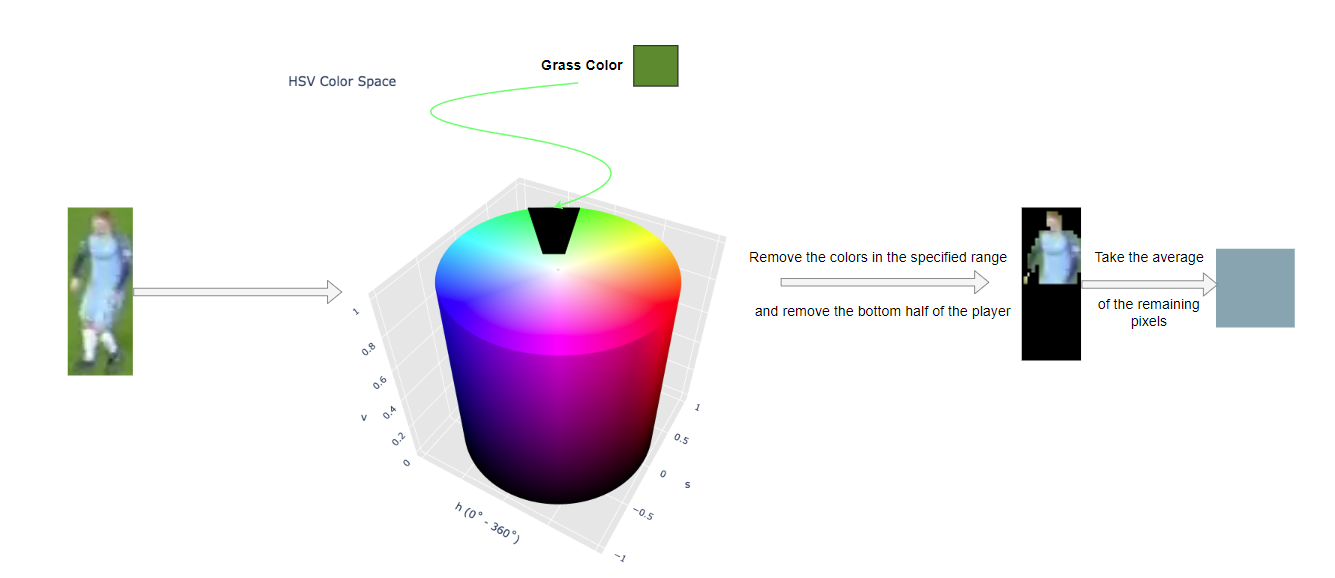 Grass Color
HSV Color Space
Remove the colors in the specified range
and remove the bottom half of the player
Take the average
of the remaining
pixels
1
0.8
0.6
0.4
0.2
0
v
h (0° - 360°)
1
0.5
0
−0.5
−1
s